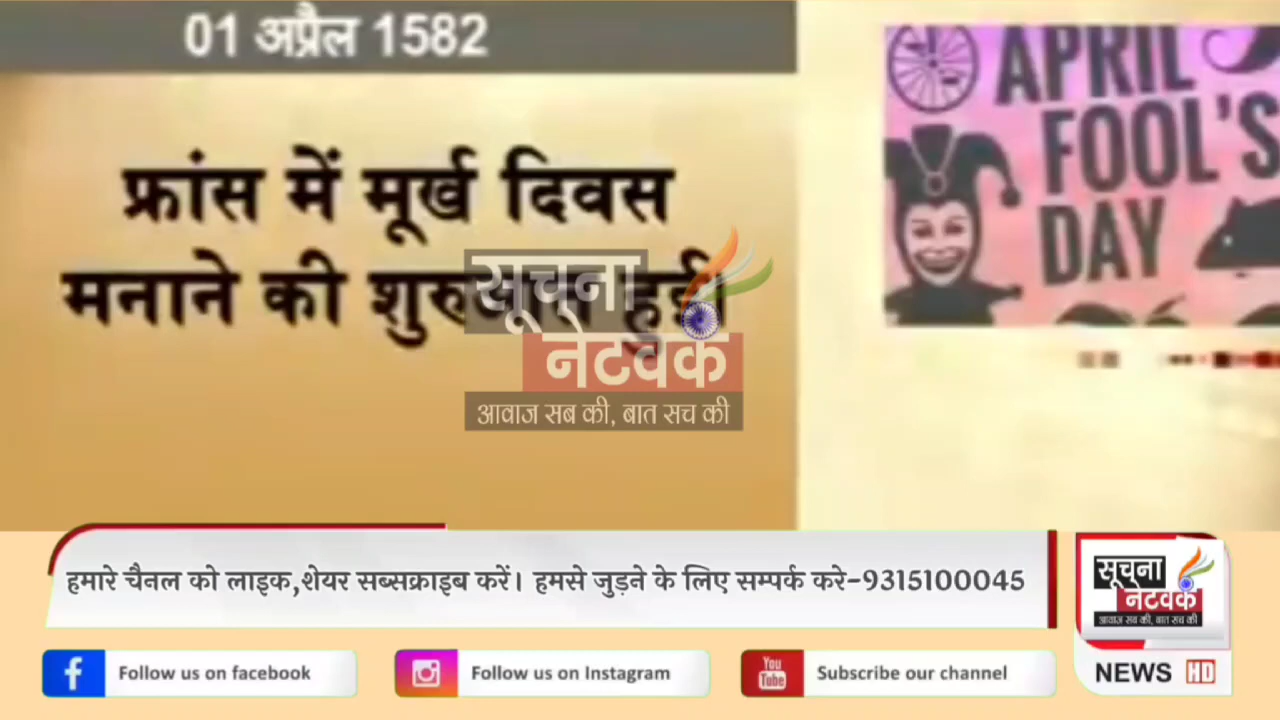 01 अप्रैल 1582
फ्रांस में मूर्ख दिवस
मनाने की शुरुआत हुई
APRIL
FOOL'S
DAY
सूचना
नेटवर्क
आवाज सब की, बात सच की
हमारे चैनल को लाइक,शेयर सब्सक्राइब करें। हमसे जुड़ने के लिए सम्पर्क करे-9315100045
सूचना
नेटवर्क
आवाज सब की, बात सच की
NEWS HD
Follow us on facebook
Follow us on Instagram
You
Tube
Subscribe our channel